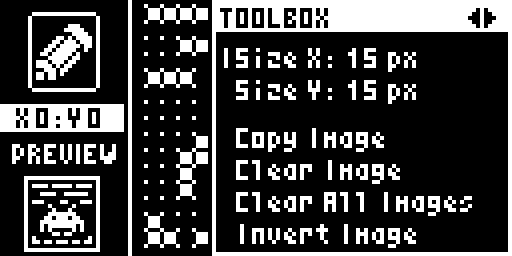 X0:Y0
PREVIEW
TOOLBOX
Size X: 15 px
Size Y: 15 px
Copy Image
Clear Image
Clear All Images
Invert Image